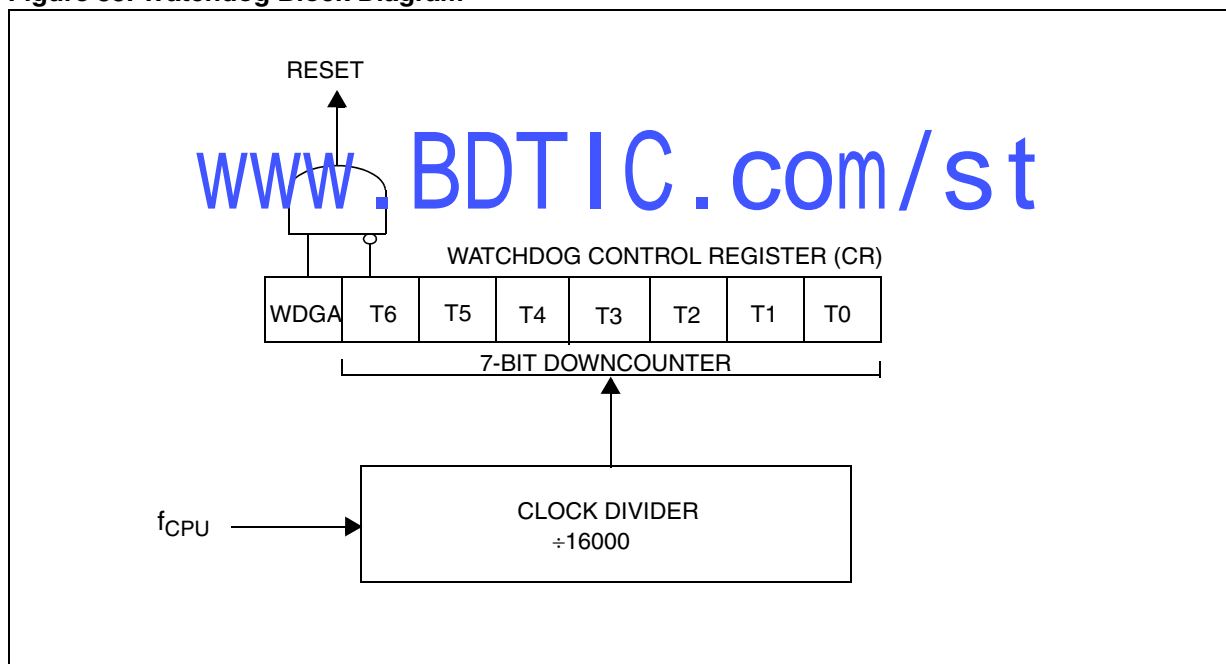 RESET
www.BDTIC.com/st
WATCHDOG CONTROL REGISTER (CR)
WDGA T6 T5 T4 T3 T2 T1 T0
7-BIT DOWNCOUNTER
fCPU
CLOCK DIVIDER
÷16000